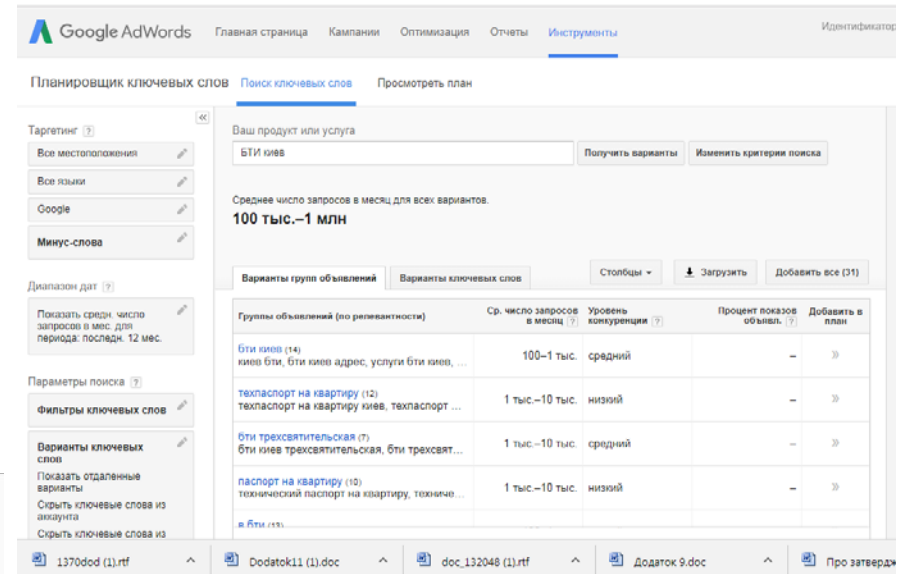 Google AdWords
Главная страница
Кампании
Оптимизация
Отчеты
Инструменты
Идентификатор
Планировщик ключевых слов
Поиск ключевых слов
Просмотреть план
Таргетинг ?
Все местоположения
Все языки
Google
Минус-слова
Диапазон дат ?
Показать средн. число
запросов в мес. для
периода: последн. 12 мес.
Параметры поиска ?
Фильтры ключевых слов
Варианты ключевых
слов
Показать отдаленные
варианты
Скрыть ключевые слова из
аккаунта
Скрыть ключевые слова из
Ваш продукт или услуга
БТИ киев
Получить варианты
Изменить критерии поиска
Среднее число запросов в месяц для всех вариантов.
100 тыс.–1 млн
Варианты групп объявлений
Варианты ключевых слов
Столбцы
Загрузить
Добавить все (31)
Группы объявлений (по релевантности)
Ср. число запросов
в месяц ?
Уровень
конкуренции ?
Процент показов
объявл. ?
Добавить в
план
бти киев (14)
киев бти, бти киев адрес, услуги бти киев, ...
100–1 тыс.
средний
–
»
техпаспорт на квартиру (12)
техпаспорт на квартиру киев, техпаспорт ...
1 тыс.–10 тыс.
низкий
–
»
бти трехсвятительская (7)
бти киев трехсвятительская, бти трехсвят...
1 тыс.–10 тыс.
средний
–
»
паспорт на квартиру (10)
технический паспорт на квартиру, техниче...
1 тыс.–10 тыс.
низкий
–
»
в бти (13)
1370dod (1).rtf
Dodatok11 (1).doc
doc_132048 (1).rtf
Додаток 9.doc
Про затвердж